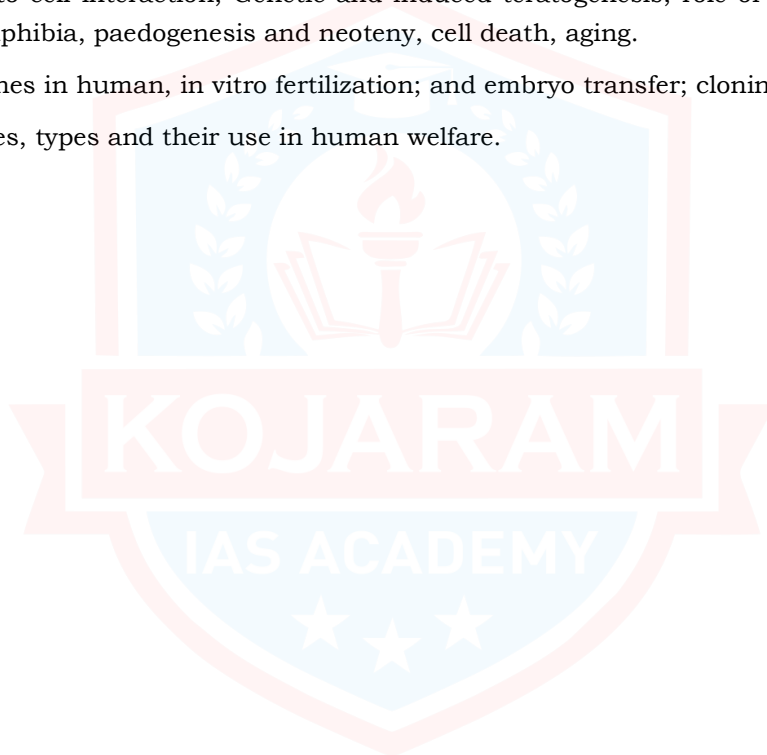 to cell interaction, Genetic and induced teratogenesis, role of
phibia, paedogenesis and neoteny, cell death, aging.
nes in human, in vitro fertilization; and embryo transfer; clonin
es, types and their use in human welfare.
KOJARAM
IAS ACADEMY